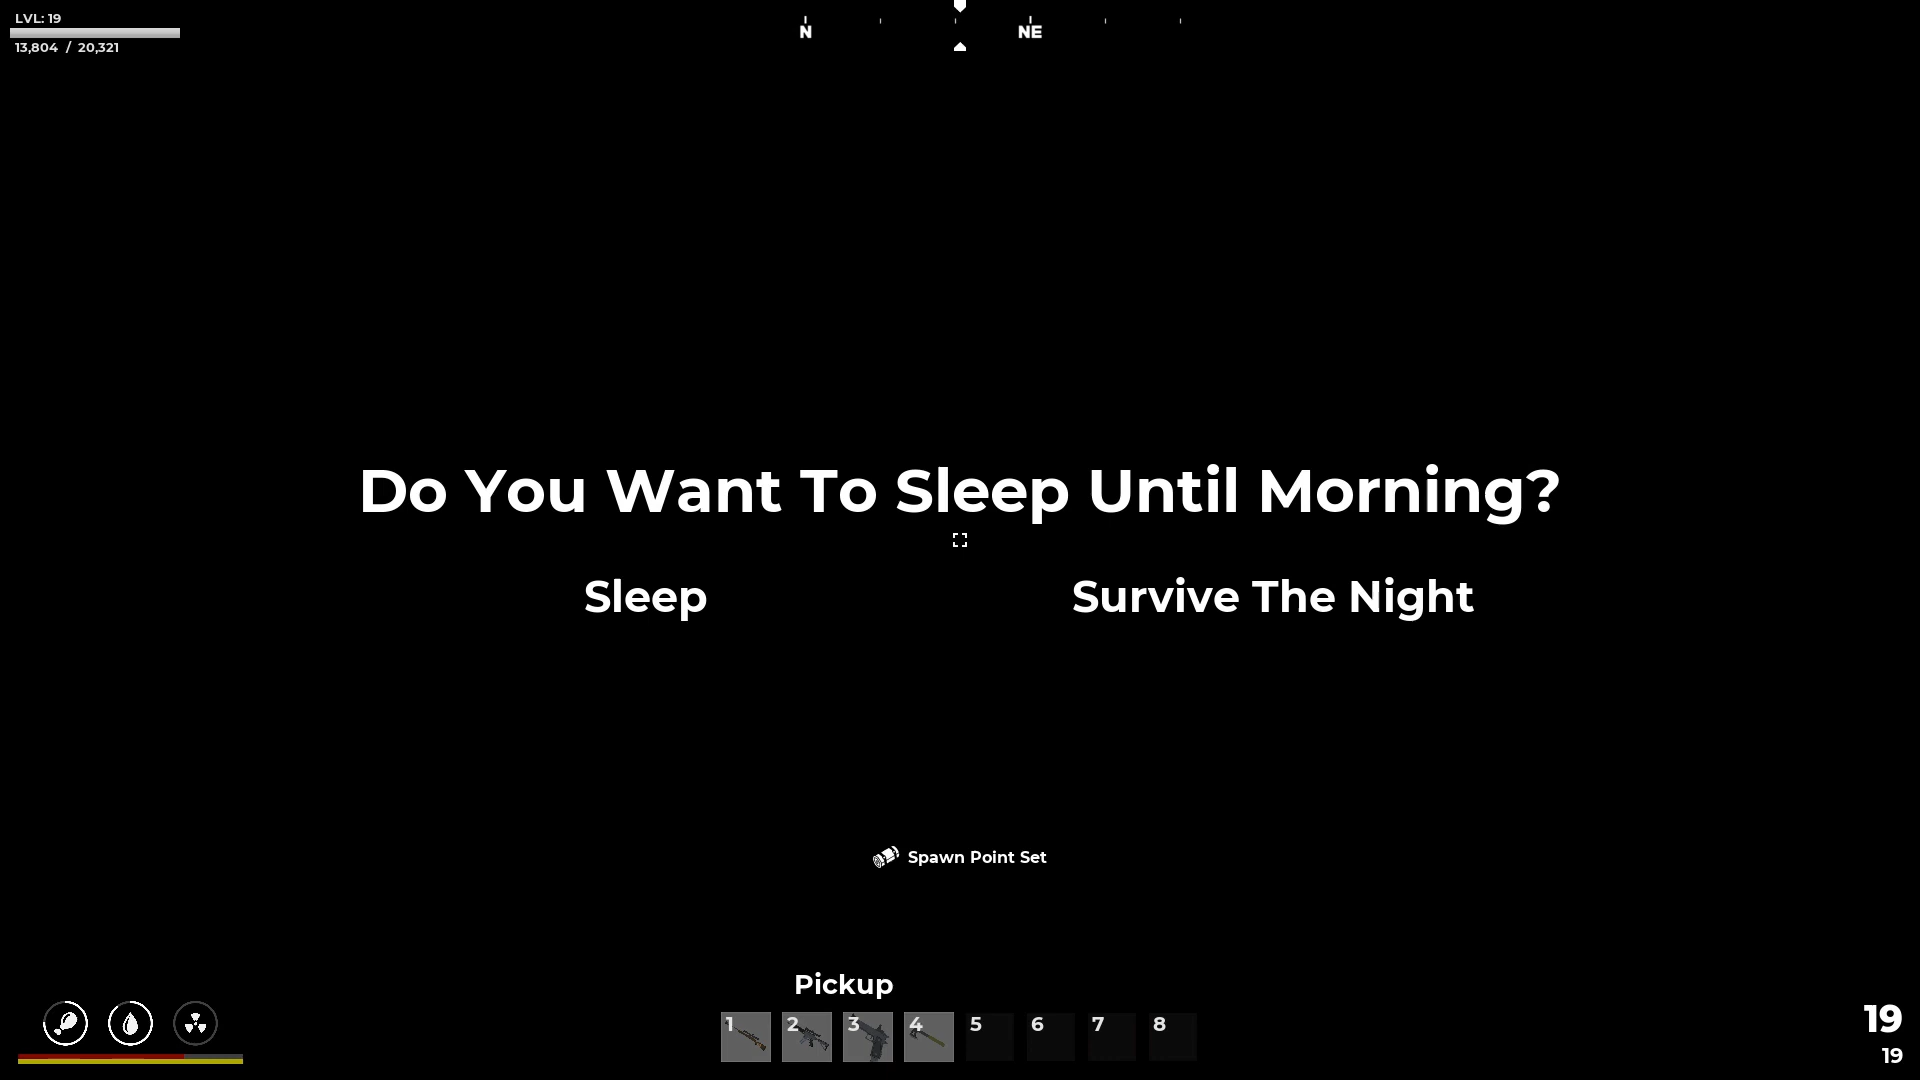 LVL: 19
13,804 / 20,321
N
NE
Do You Want To Sleep Until Morning?
Sleep
Survive The Night
Spawn Point Set
Pickup
1 2 3 4 5 6 7 8
19
19